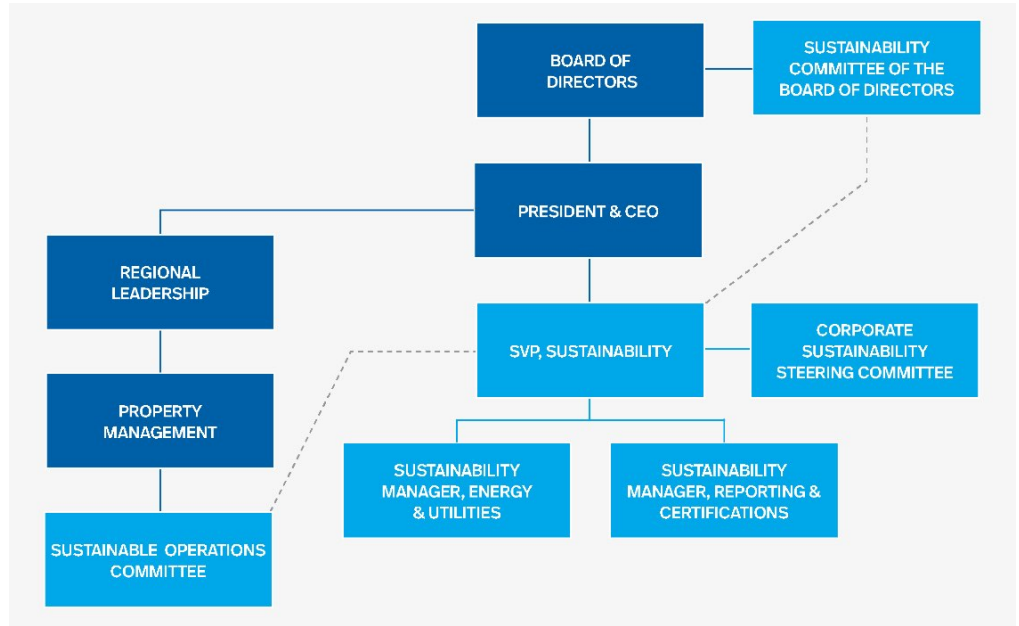 BOARD OF
DIRECTORS
SUSTAINABILITY
COMMITTEE OF THE
BOARD OF DIRECTORS
PRESIDENT & CEO
REGIONAL
LEADERSHIP
SVP, SUSTAINABILITY
CORPORATE
SUSTAINABILITY
STEERING COMMITTEE
PROPERTY
MANAGEMENT
SUSTAINABILITY
MANAGER, ENERGY
& UTILITIES
SUSTAINABILITY
MANAGER, REPORTING &
CERTIFICATIONS
SUSTAINABLE OPERATIONS
COMMITTEE